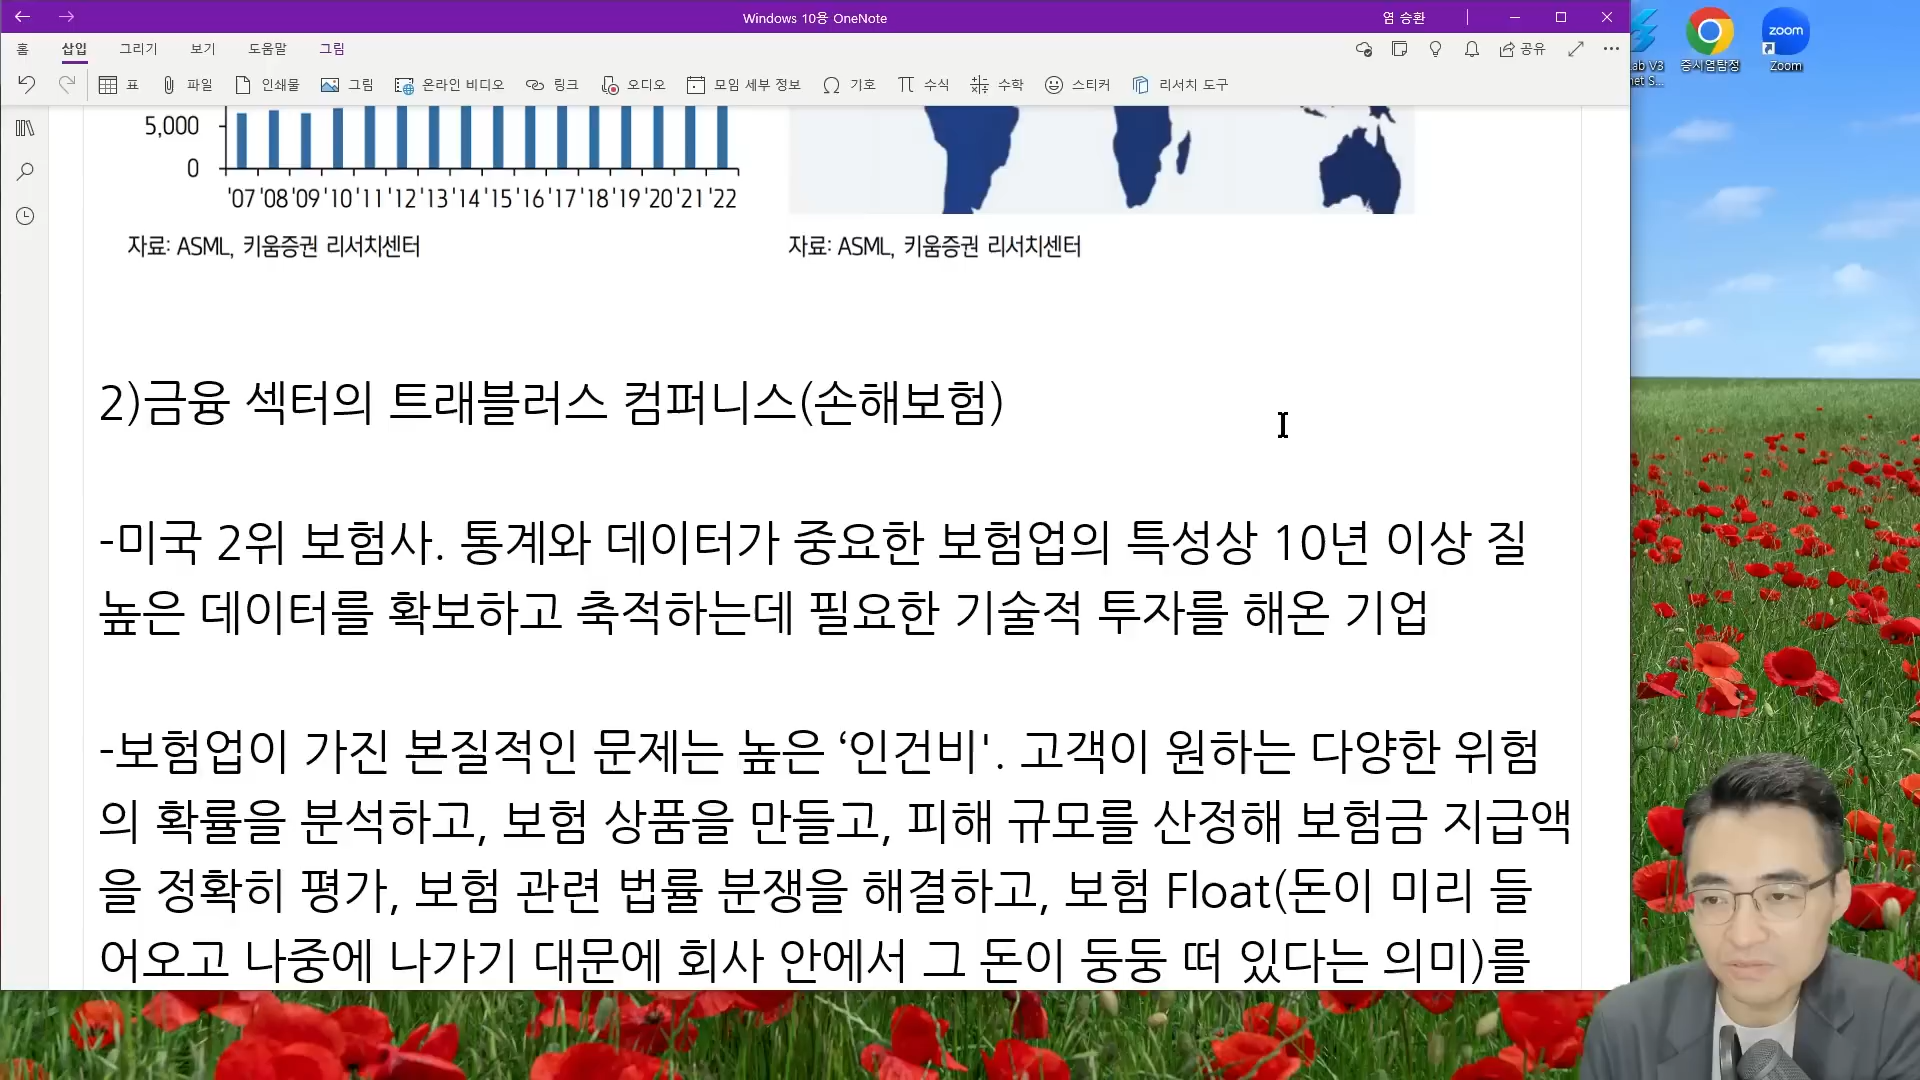 Windows 10용 OneNote
염 승환
홈 삽입 그리기 보기 도움말 그림
공유
표 파일 인쇄물 그림 온라인 비디오 링크 오디오 모임 세부 정보 기호 수식 수학 스티커 리서치 도구
증시염탐정
zoom
Zoom
5,000
0
'07 '08 '09 '10 '11 '12 '13 '14 '15 '16 '17 '18 '19 '20 '21 '22
자료: ASML, 키움증권 리서치센터
자료: ASML, 키움증권 리서치센터
2)금융 섹터의 트래블러스 컴퍼니스(손해보험)
-미국 2위 보험사. 통계와 데이터가 중요한 보험업의 특성상 10년 이상 질
높은 데이터를 확보하고 축적하는데 필요한 기술적 투자를 해온 기업
-보험업이 가진 본질적인 문제는 높은 ‘인건비'. 고객이 원하는 다양한 위험
의 확률을 분석하고, 보험 상품을 만들고, 피해 규모를 산정해 보험금 지급액
을 정확히 평가, 보험 관련 법률 분쟁을 해결하고, 보험 Float(돈이 미리 들
어오고 나중에 나가기 대문에 회사 안에서 그 돈이 둥둥 떠 있다는 의미)를